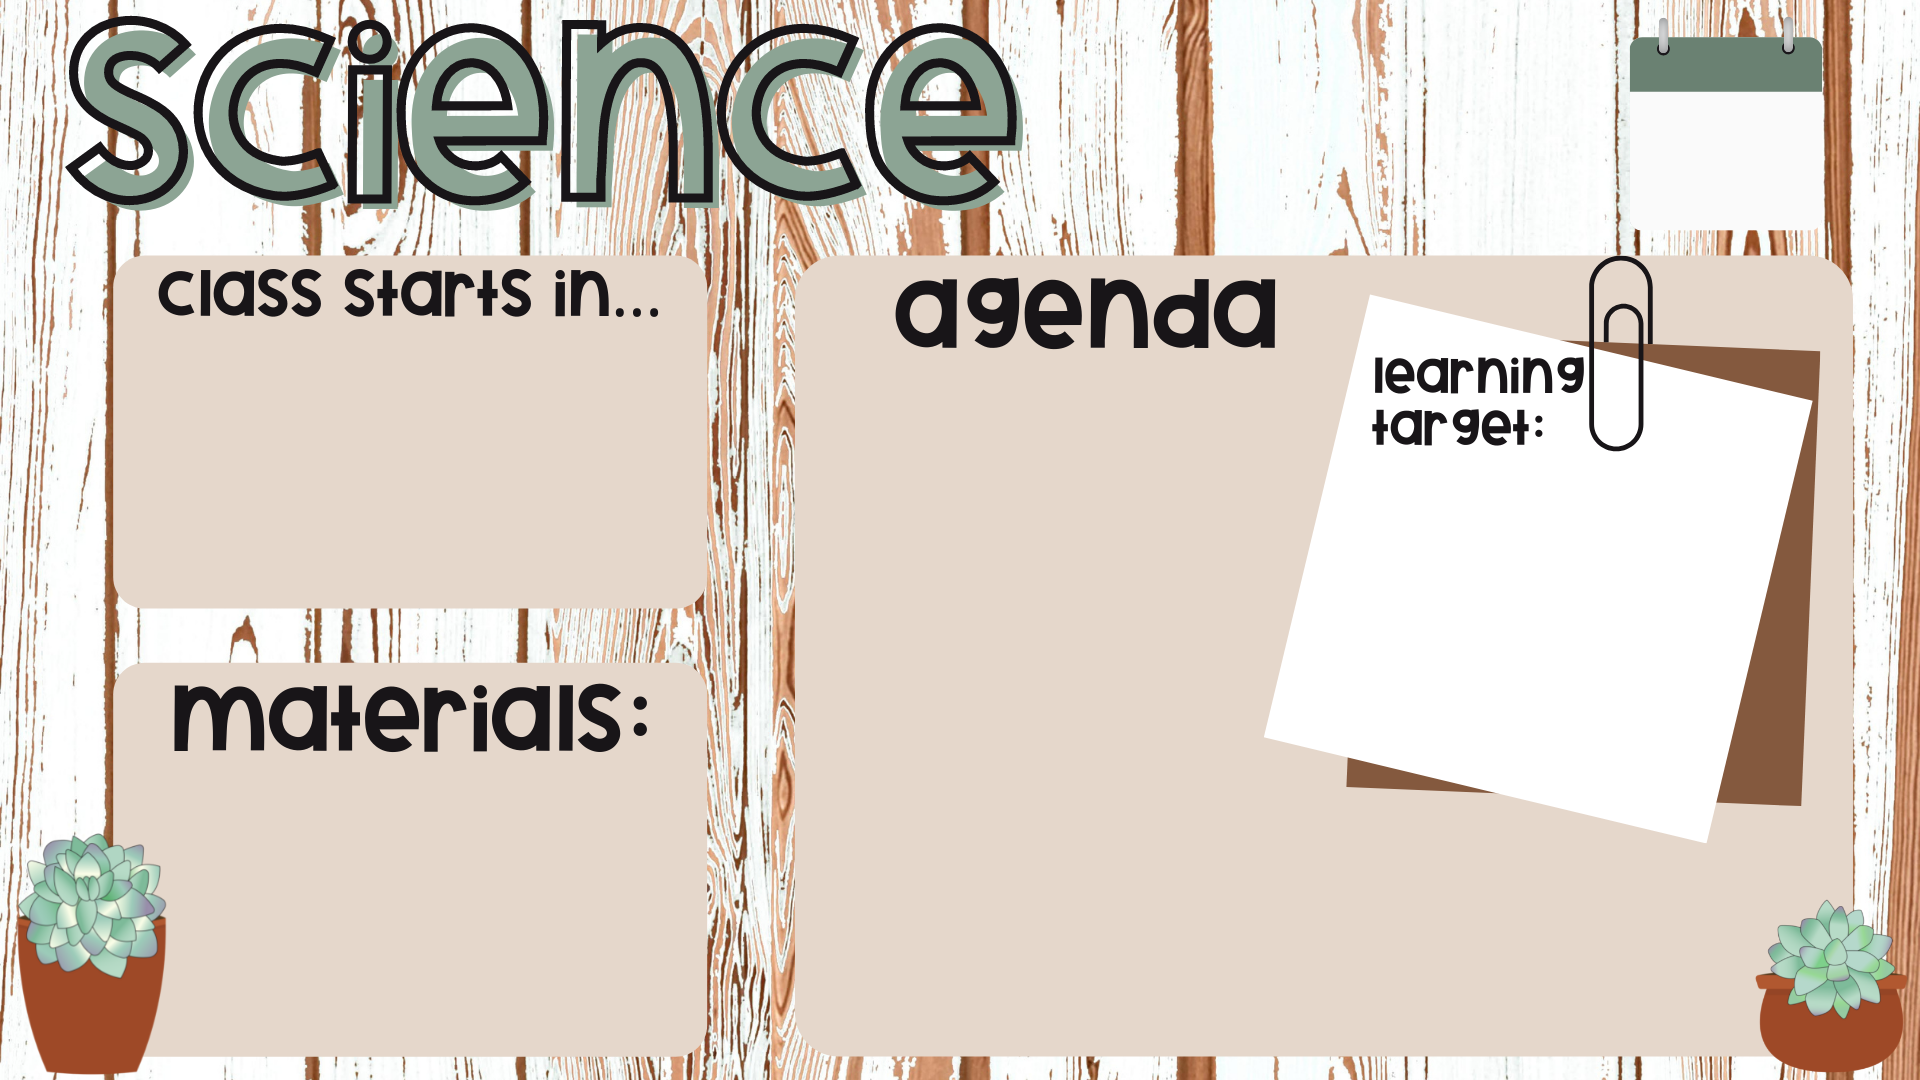 science
class starts in...
agenda
learning
target:
materials: